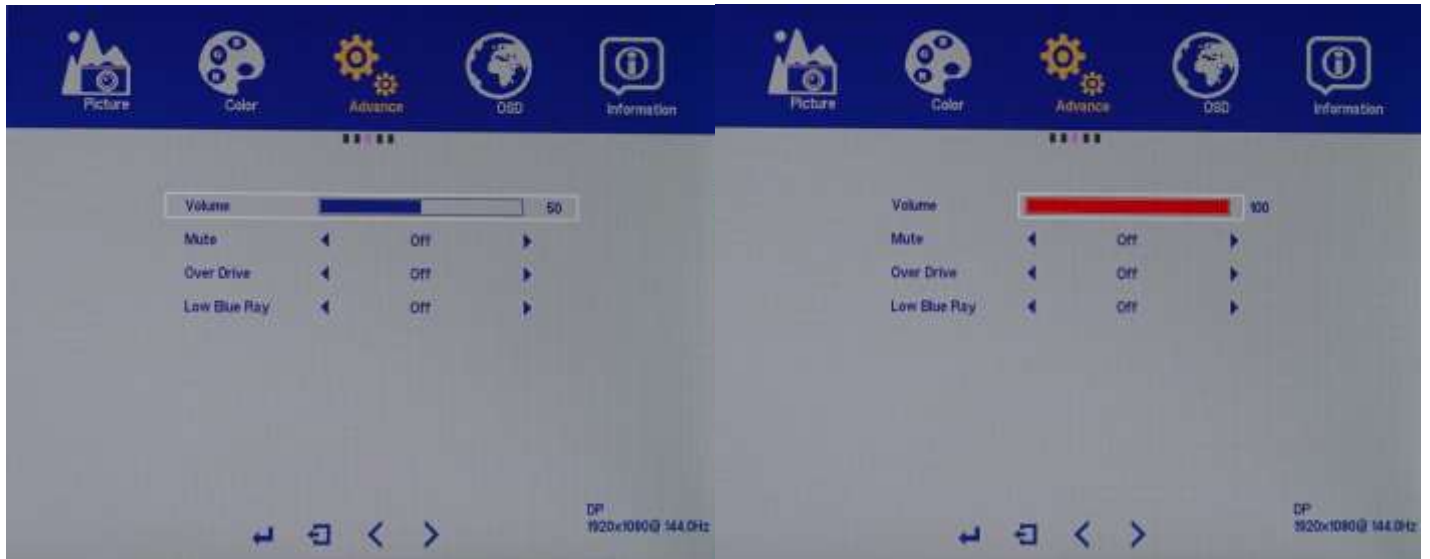 Picture Color Advance OSD Information
Volume 50
Mute Off
Over Drive Off
Low Blue Ray Off
DP
1920x1080@ 144.0Hz
Picture Color Advance OSD Information
Volume 100
Mute Off
Over Drive Off
Low Blue Ray Off
DP
1920x1080@ 144.0Hz